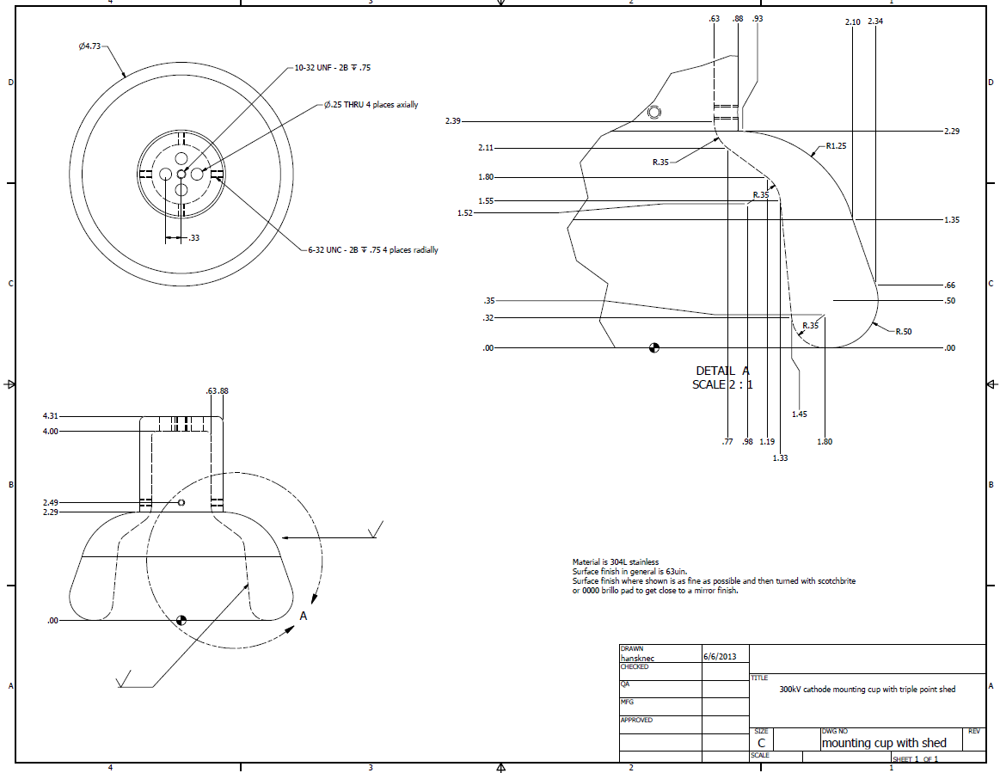 4
3
2
1
D
C
B
A
D
C
B
A
Ø4.73
10-32 UNF - 2B ↧ .75
Ø.25 THRU 4 places axially
.33
6-32 UNC - 2B ↧ .75 4 places radially
.63
.88
.93
2.10
2.34
2.39
2.29
2.11
R.35
R1.25
1.80
1.55
R.35
1.52
1.35
.66
.50
.35
.32
R.35
R.50
.00
.00
DETAIL A
SCALE 2 : 1
1.45
.77
.98
1.19
1.80
1.33
.63
.88
4.31
4.00
2.49
2.29
.00
A
Material is 304L stainless
Surface finish in general is 63uin.
Surface finish where shown is as fine as possible and then turned with scotchbrite
or 0000 brillo pad to get close to a mirror finish.
DRAWN
hansknec
6/6/2013
CHECKED
QA
MFG
APPROVED
TITLE
300kV cathode mounting cup with triple point shed
SIZE
C
DWG NO
mounting cup with shed
REV
SCALE
SHEET 1 OF 1
4
3
2
1